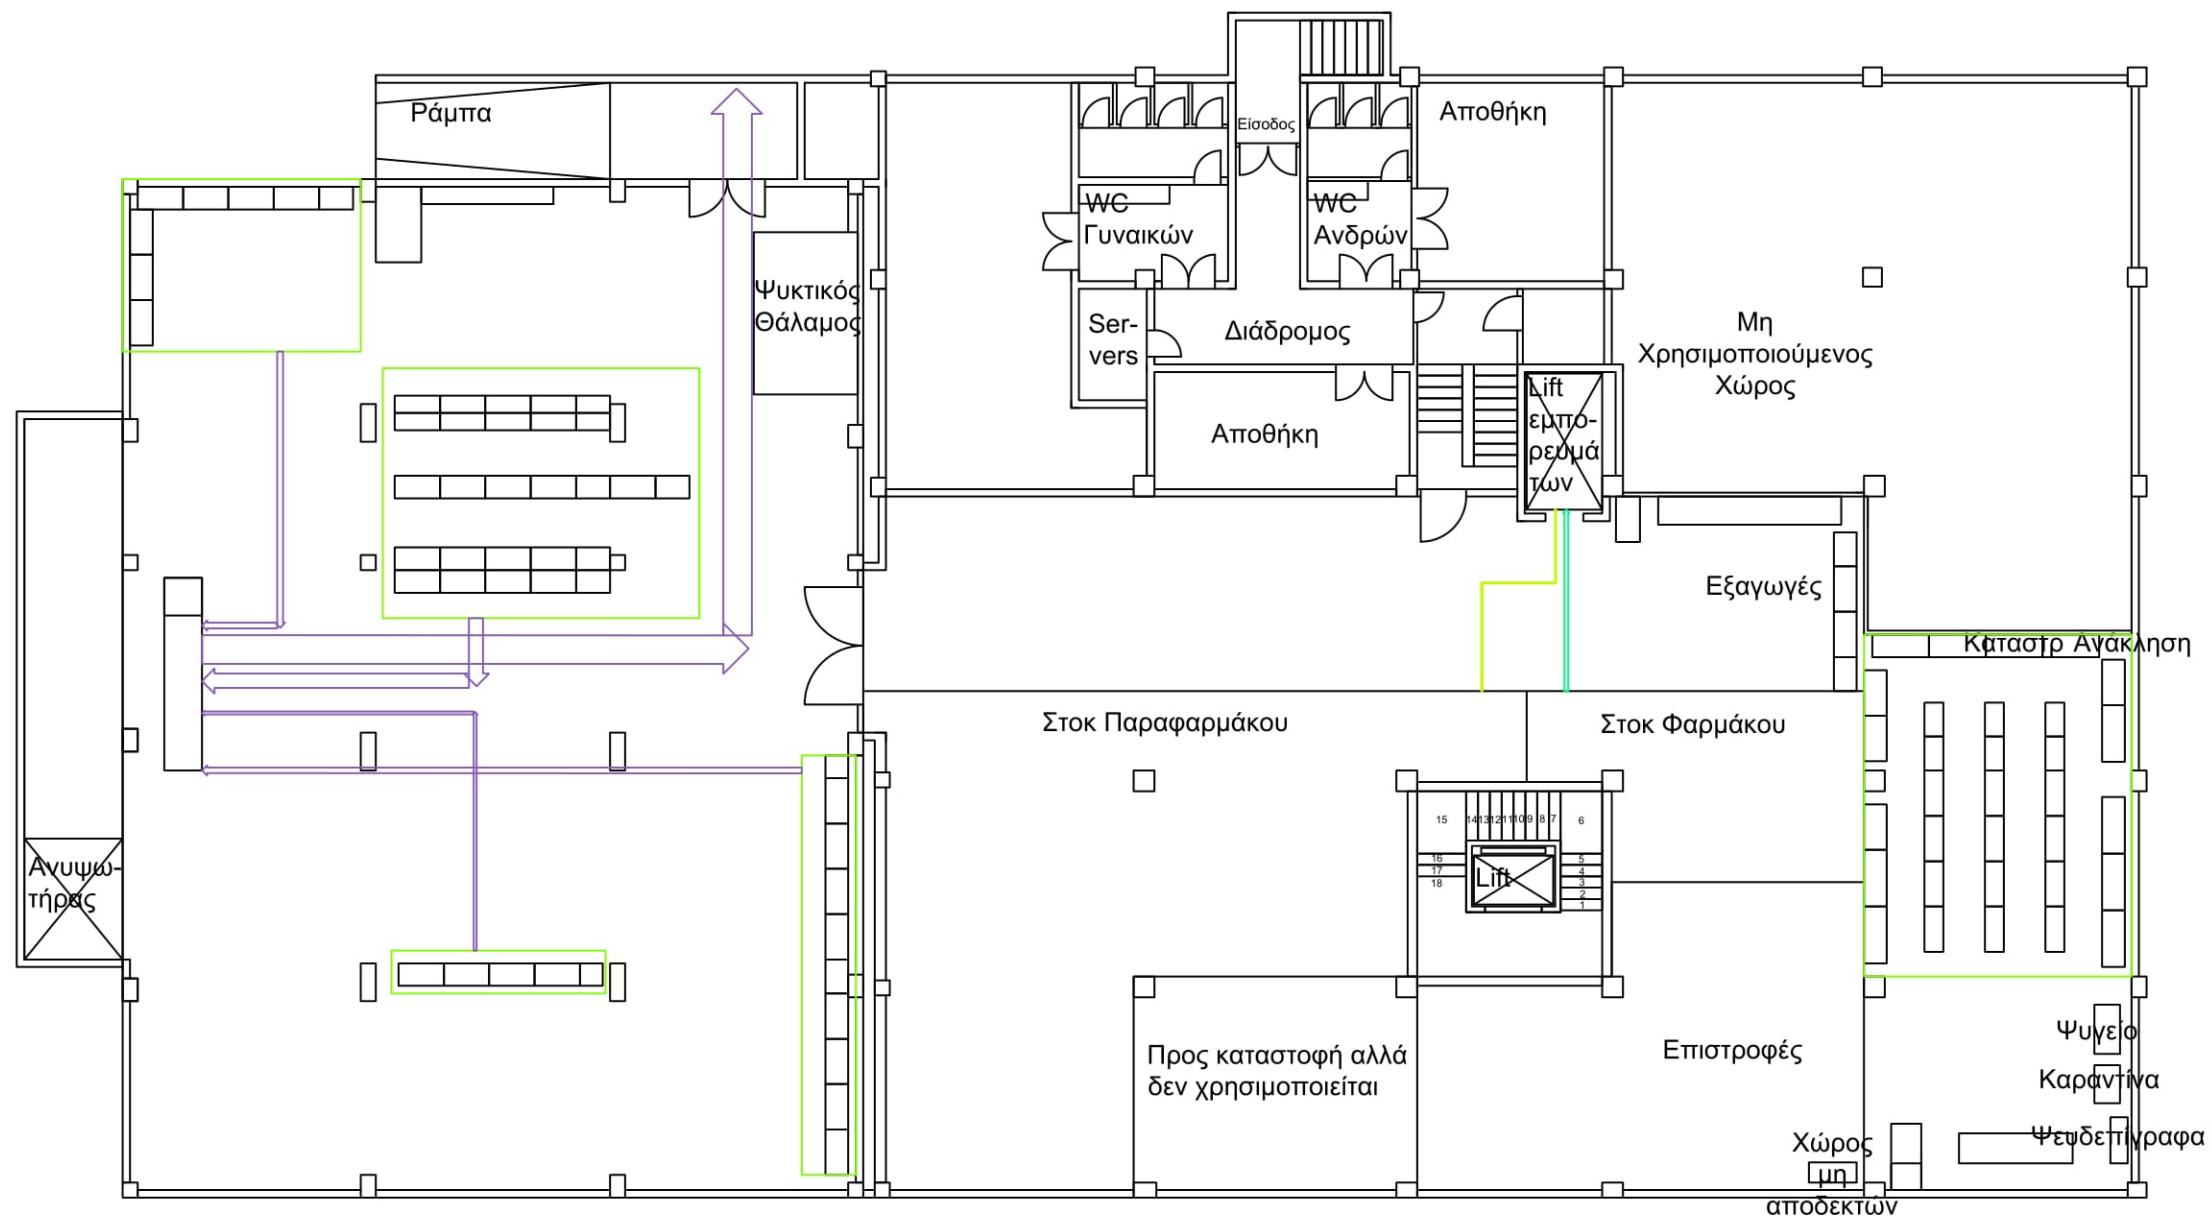 Ράμπα
Είσοδος
Αποθήκη
WC
Γυναικών
WC
Ανδρών
Ψυκτικός
Θάλαμος
Ser-
vers
Διάδρομος
Μη
Χρησιμοποιούμενος
Χώρος
Lift
εμπο-
ρευμά
των
Αποθήκη
Εξαγωγές
Καταστρ Ανάκληση
Στοκ Παραφαρμάκου
Στοκ Φαρμάκου
15
14
13
12
11
10
9
8
7
6
16
17
18
5
4
3
2
1
Lift
Ανυψω-
τήρας
Προς καταστοφή αλλά
δεν χρησιμοποιείται
Επιστροφές
Ψυγείο
Καραντίνα
Ψευδεπίγραφα
Χώρος
μη
αποδεκτών